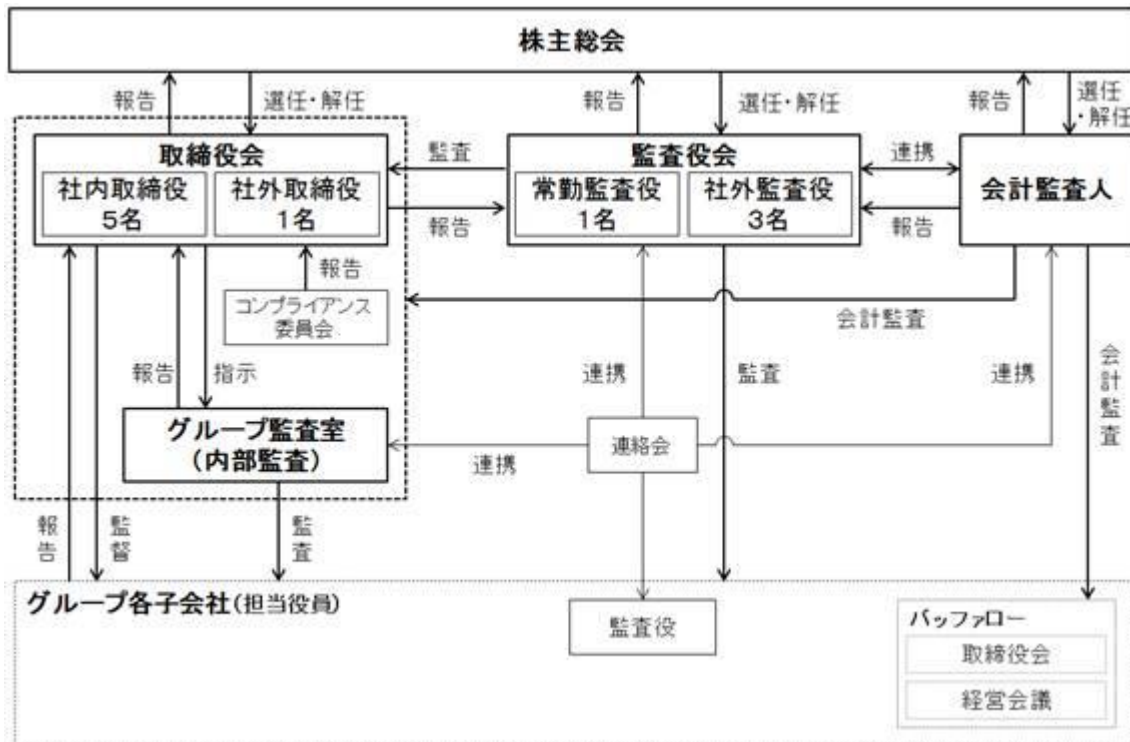 株主総会
報告
選任・解任
報告
選任・解任
報告
選任
・解任
取締役会
社内取締役
5名
社外取締役
1名
監査
報告
監査役会
常勤監査役
1名
社外監査役
3名
連携
報告
会計監査人
報告
コンプライアンス
委員会
会計監査
報告
指示
連携
監査
連携
会計監査
グループ監査室
(内部監査)
連携
連絡会
報告
監督
監査
グループ各子会社(担当役員)
監査役
バッファロー
取締役会
経営会議